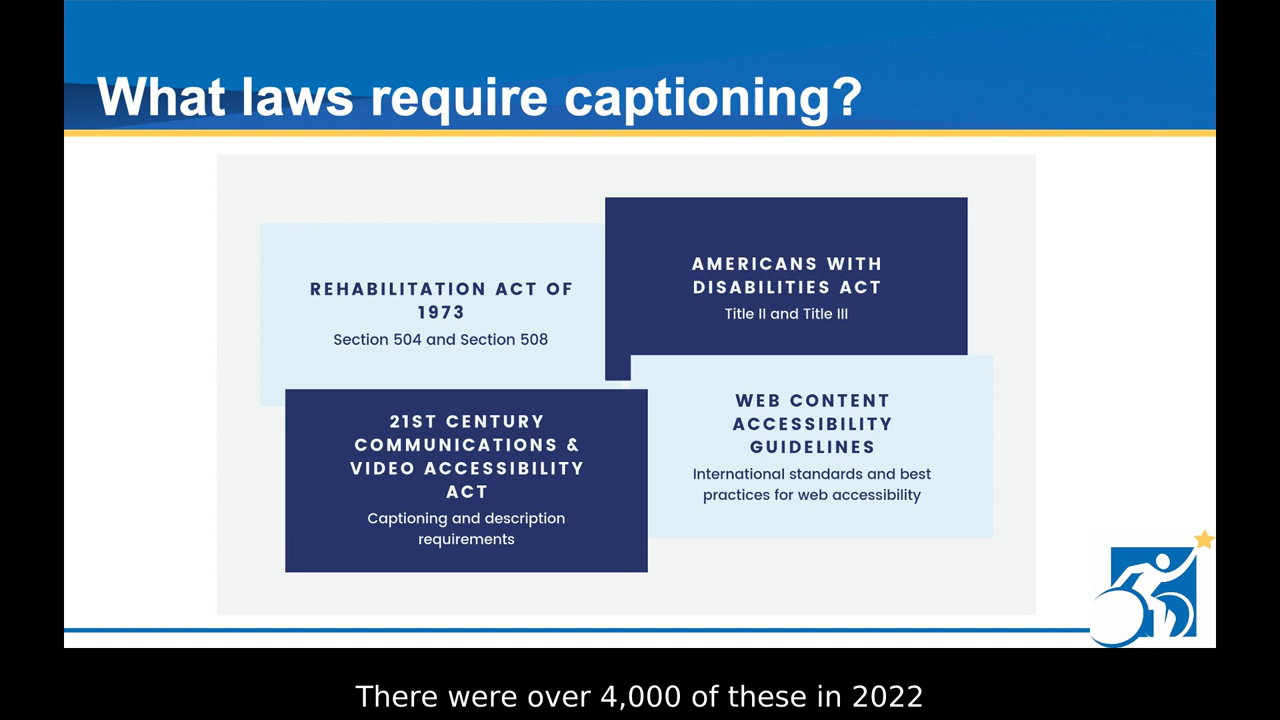 What laws require captioning?
REHABILITATION ACT OF
1973
Section 504 and Section 508
AMERICANS WITH
DISABILITIES ACT
Title II and Title III
21ST CENTURY
COMMUNICATIONS &
VIDEO ACCESSIBILITY
ACT
Captioning and description
requirements
WEB CONTENT
ACCESSIBILITY
GUIDELINES
International standards and best
practices for web accessibility
There were over 4,000 of these in 2022